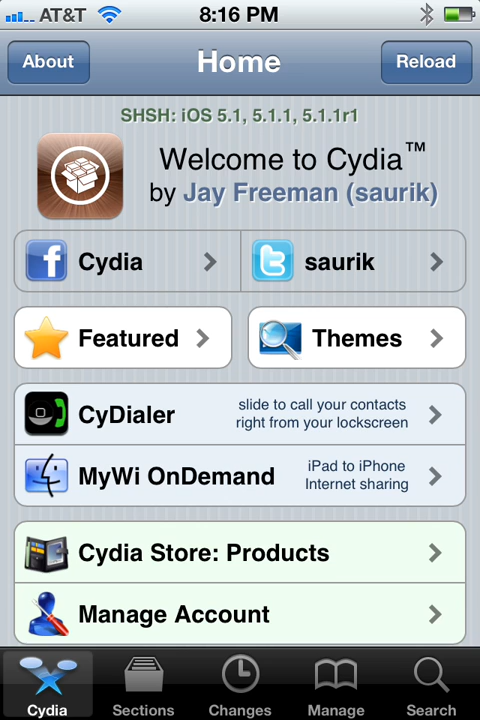 AT&T 8:16 PM
About Home Reload
SHSH: iOS 5.1, 5.1.1, 5.1.1r1
Welcome to Cydia™
by Jay Freeman (saurik)
Cydia
saurik
Featured
Themes
CyDialer
slide to call your contacts
right from your lockscreen
MyWi OnDemand
iPad to iPhone
Internet sharing
Cydia Store: Products
Manage Account
Cydia Sections Changes Manage Search